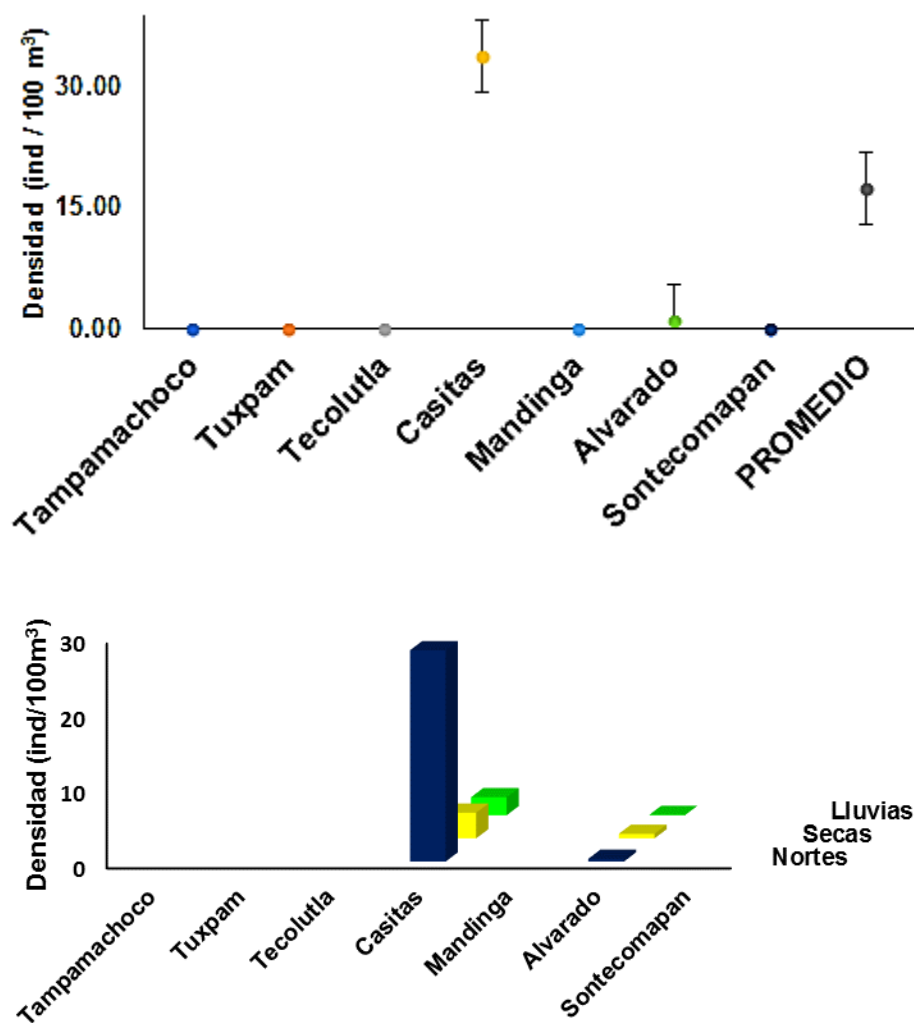 Densidad (ind / 100 m³)
30.00
15.00
0.00
Tampamachoco
Tuxpam
Tecolutla
Casitas
Mandinga
Alvarado
Sontecomapan
PROMEDIO
Densidad (ind/100m³)
30
20
10
0
Lluvias
Secas
Nortes
Tampamachoco
Tuxpam
Tecolutla
Casitas
Mandinga
Alvarado
Sontecomapan